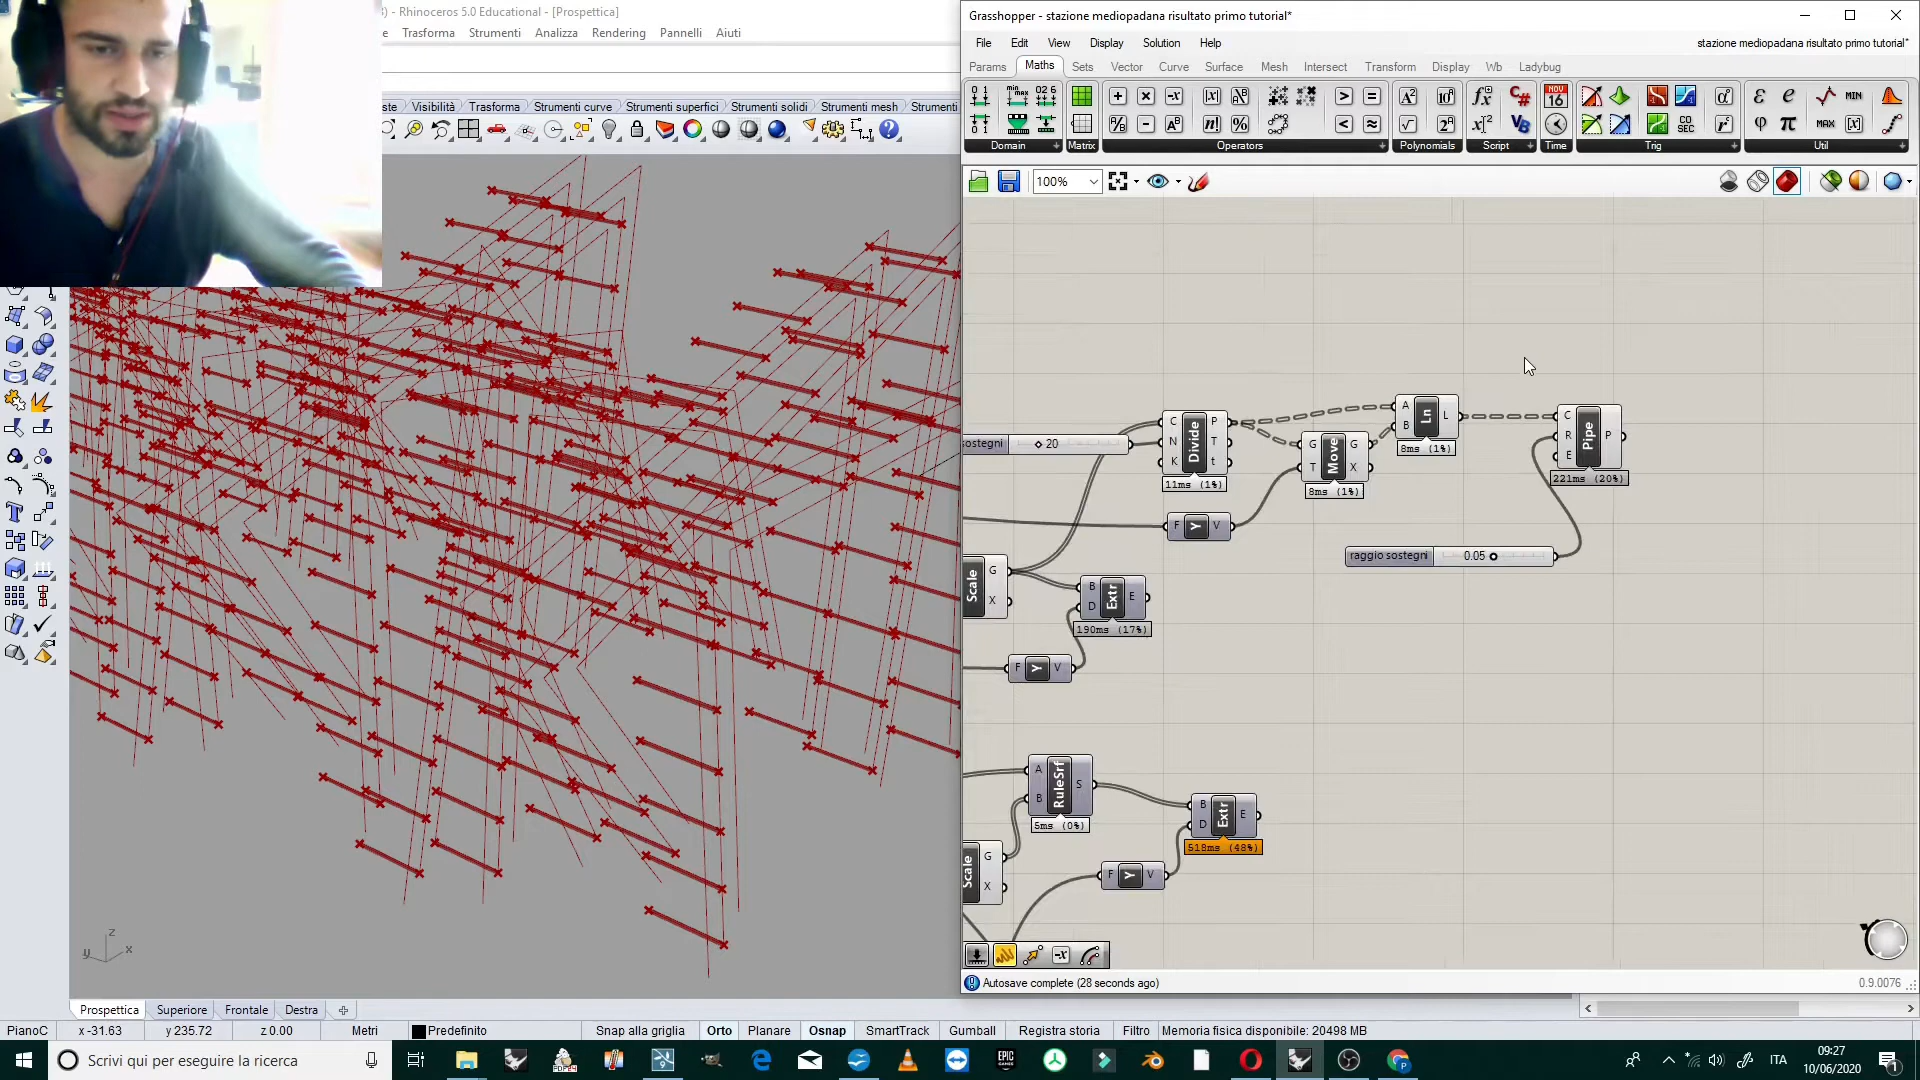 ) - Rhinoceros 5.0 Educational - [Prospettica]
Trasforma Strumenti Analizza Rendering Pannelli Aiuti
Visibilità Trasforma Strumenti curve Strumenti superfici Strumenti solidi Strumenti mesh Strumenti
Grasshopper - stazione mediopadana risultato primo tutorial*
File Edit View Display Solution Help
stazione mediopadana risultato primo tutorial*
Params Maths Sets Vector Curve Surface Mesh Intersect Transform Display Wb Ladybug
Domain Matrix Operators Polynomials Script Time Trig Util
100%
sostegni 20
C N K Divide P T t
11ms (1%)
G T Move G X
8ms (1%)
A B Ln L
8ms (1%)
C R E Pipe P
221ms (20%)
F Y V
raggio sostegni 0.05
Scale G X
B D Extr E
190ms (17%)
F Y V
A B RuleSrf S
5ms (0%)
B D Extr E
518ms (48%)
Scale G X
F Y V
z
y x
Autosave complete (28 seconds ago)
0.9.0076
Prospettica Superiore Frontale Destra
PianoC x -31.63 y 235.72 z 0.00 Metri Predefinito Snap alla griglia Orto Planare Osnap SmartTrack Gumball Registra storia Filtro Memoria fisica disponibile: 20498 MB
Scrivi qui per eseguire la ricerca
ITA
09:27
10/06/2020